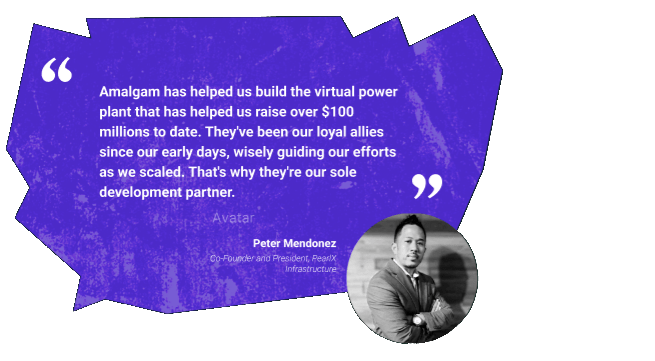 “
Amalgam has helped us build the virtual power
plant that has helped us raise over $100
millions to date. They've been our loyal allies
since our early days, wisely guiding our efforts
as we scaled. That's why they're our sole
development partner.
”
Avatar
Peter Mendonez
Co-Founder and President, PearlX
Infrastructure